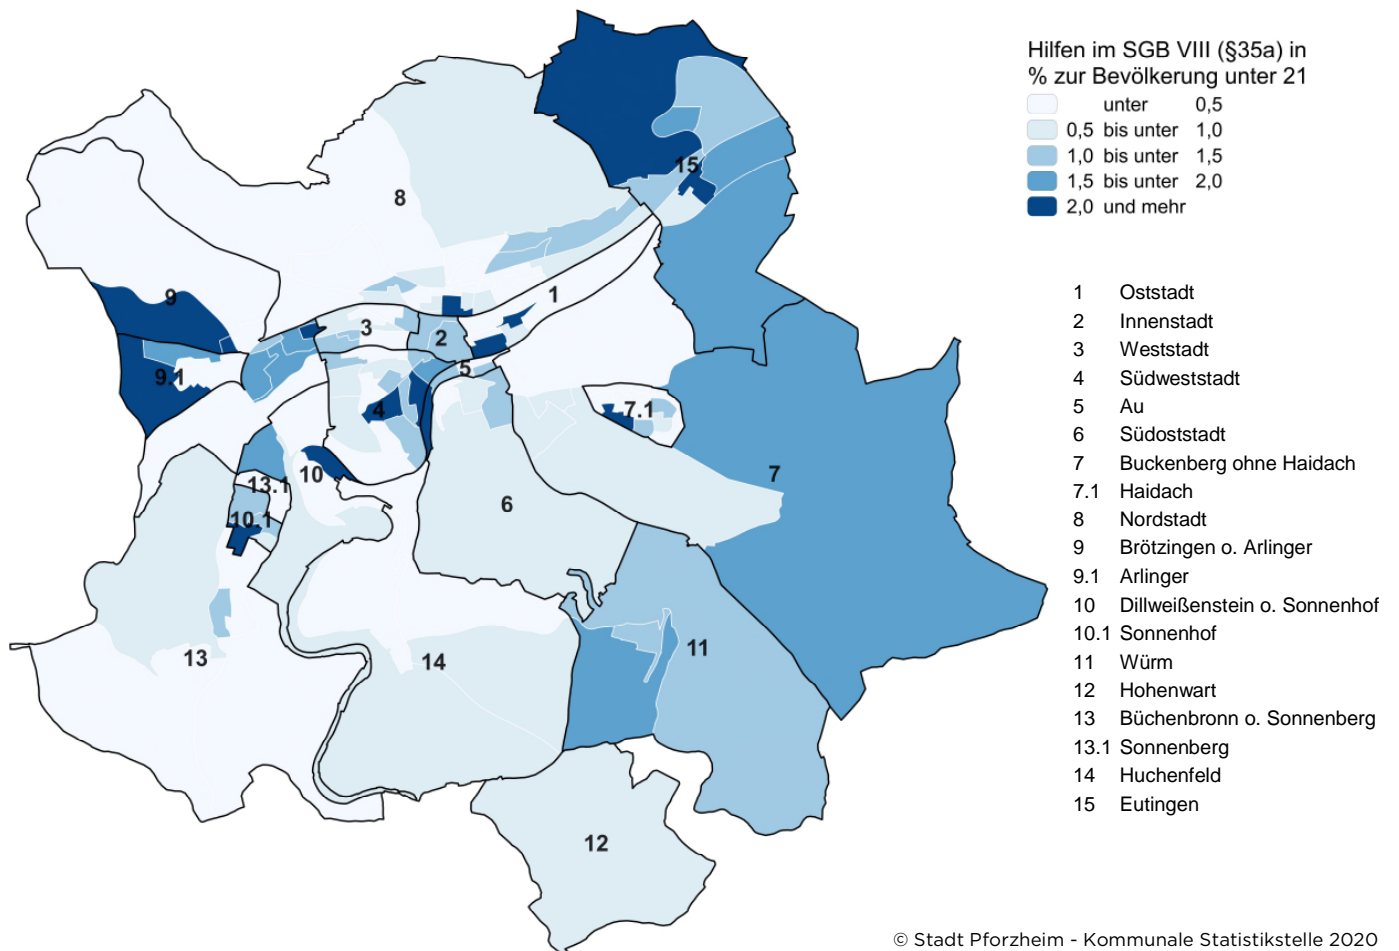 Hilfen im SGB VIII (§35a) in
% zur Bevölkerung unter 21
unter 0,5
0,5 bis unter 1,0
1,0 bis unter 1,5
1,5 bis unter 2,0
2,0 und mehr
1 Oststadt
2 Innenstadt
3 Weststadt
4 Südweststadt
5 Au
6 Südoststadt
7 Buckenberg ohne Haidach
7.1 Haidach
8 Nordstadt
9 Brötzingen o. Arlinger
9.1 Arlinger
10 Dillweißenstein o. Sonnenhof
10.1 Sonnenhof
11 Würm
12 Hohenwart
13 Büchenbronn o. Sonnenberg
13.1 Sonnenberg
14 Huchenfeld
15 Eutingen
15
8
9
1
3
2
5
9.1
4
7.1
10
7
13.1
6
10.1
11
13
14
12
© Stadt Pforzheim - Kommunale Statistikstelle 2020